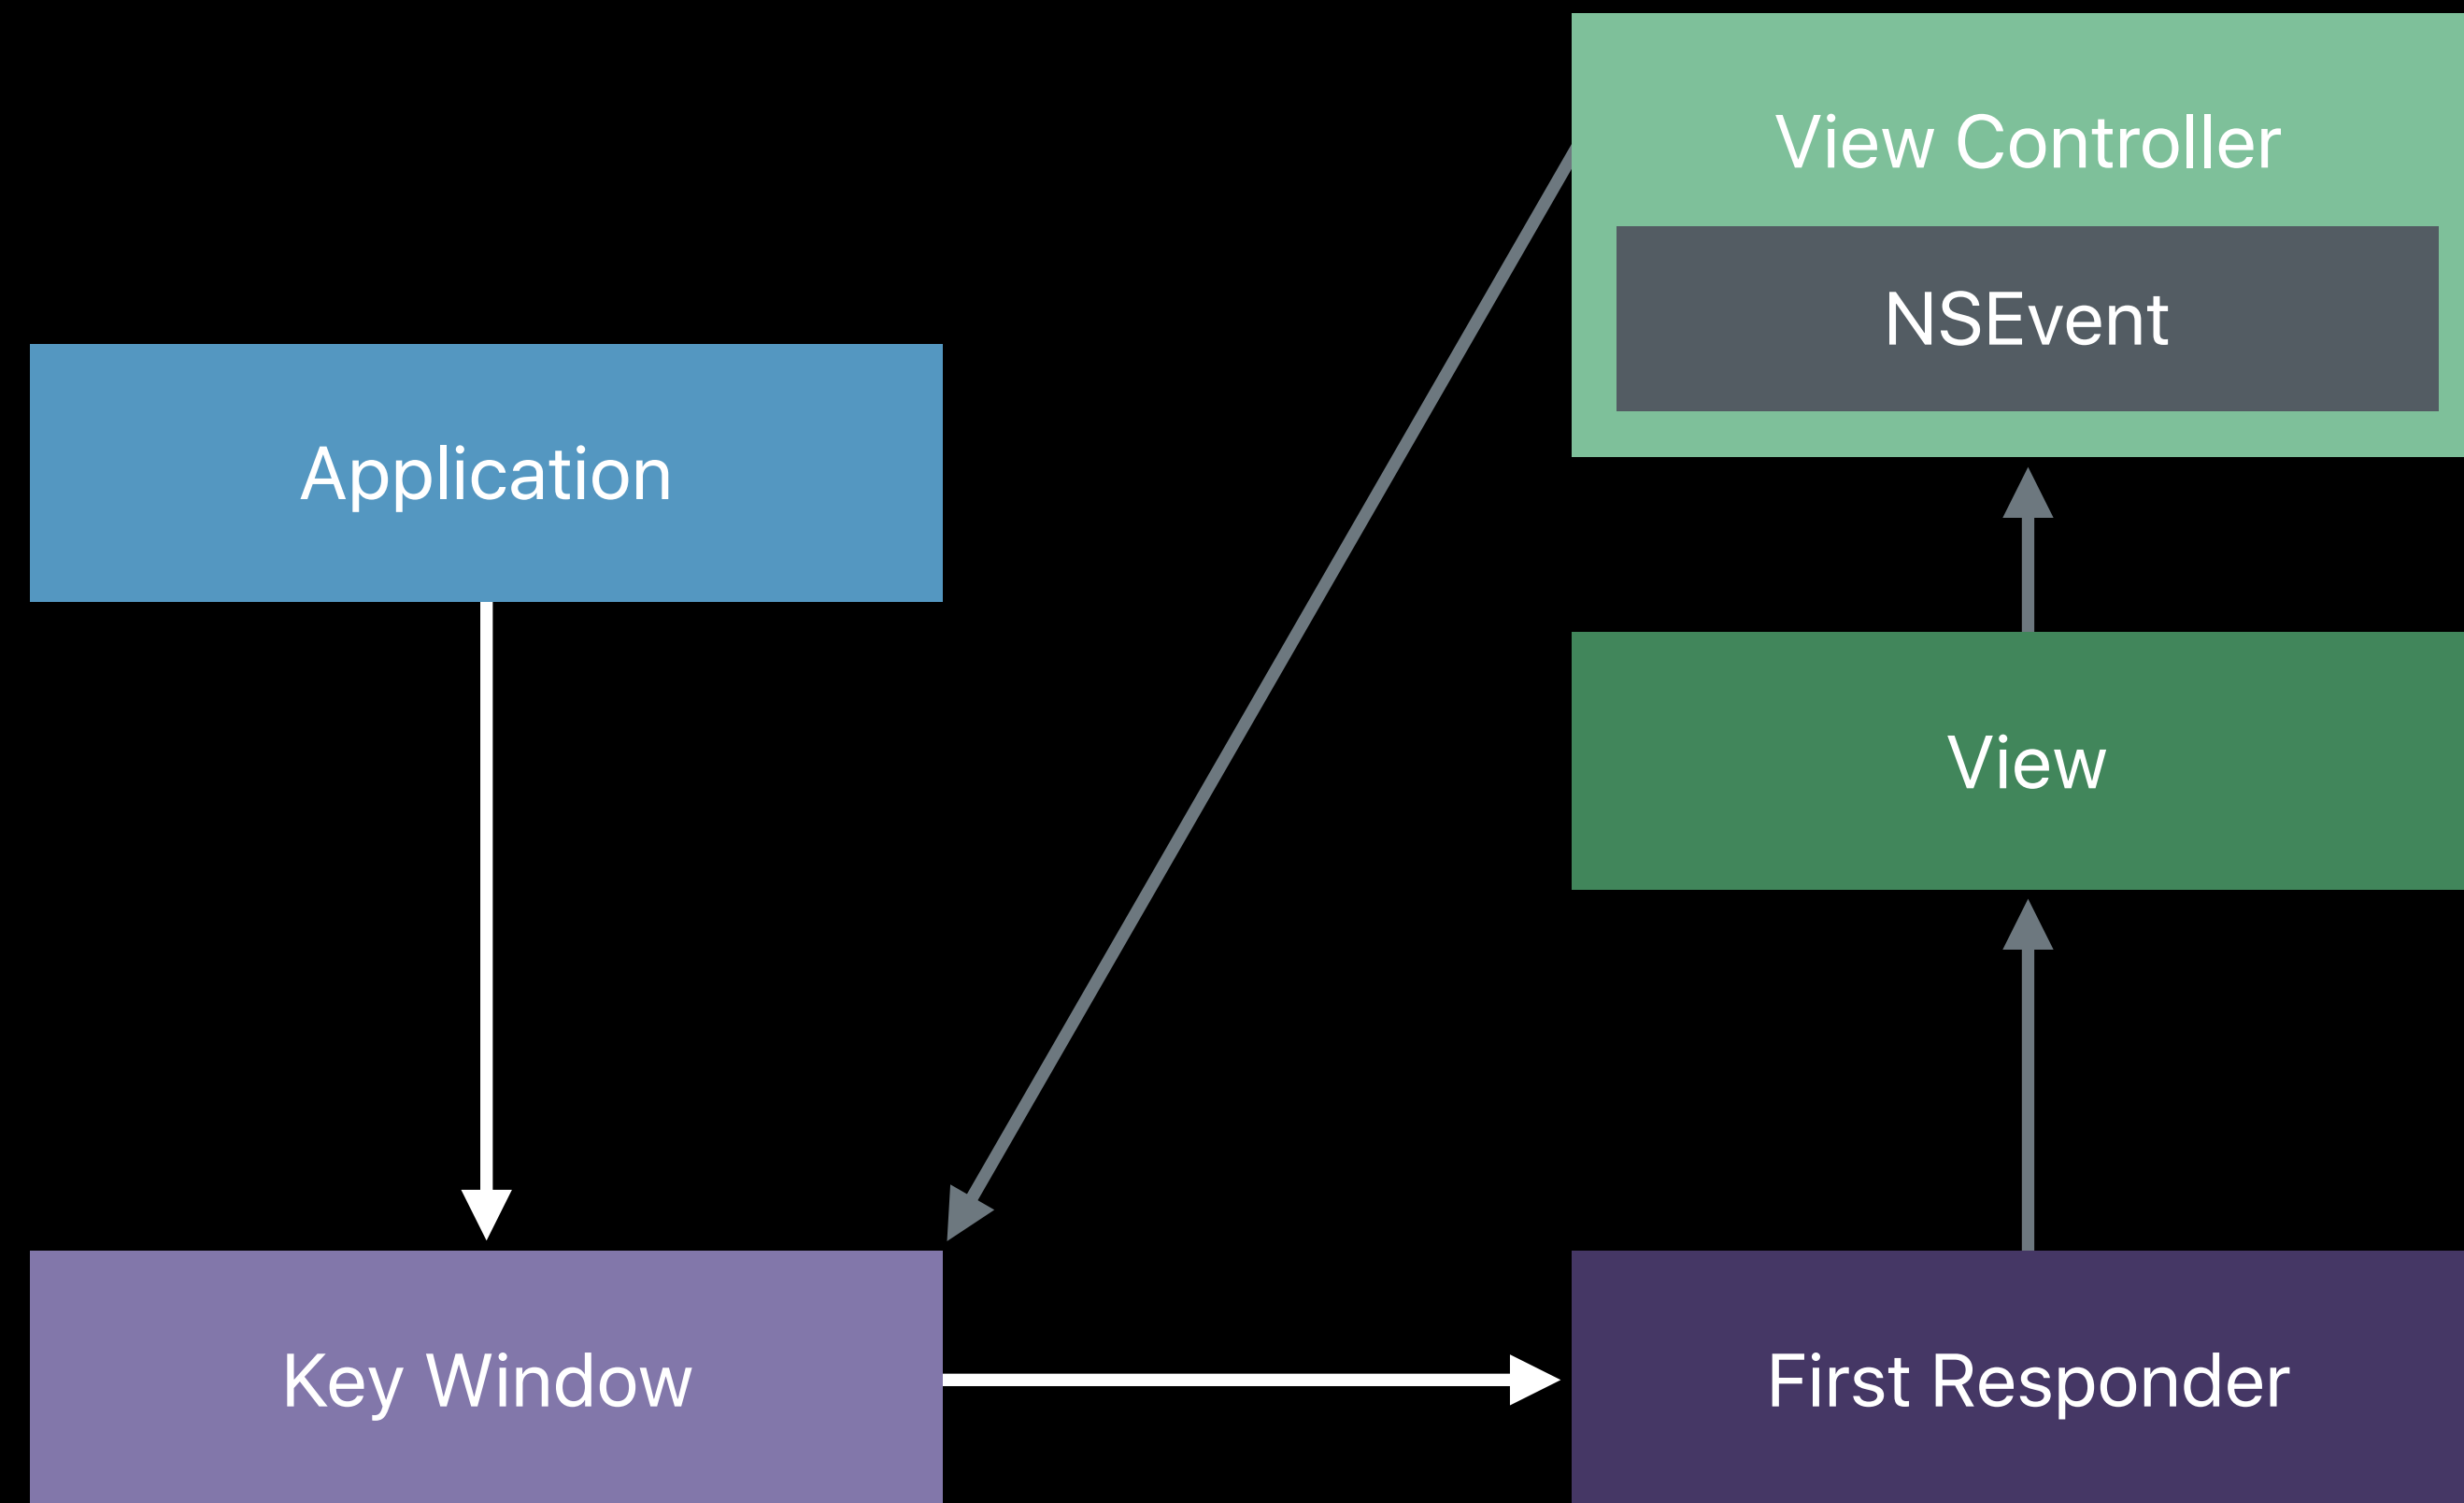 View Controller
NSEvent
Application
View
Key Window
First Responder